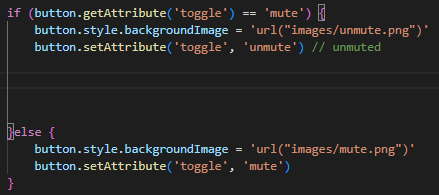 if (button.getAttribute('toggle') == 'mute') {
    button.style.backgroundImage = 'url("images/unmute.png")'
    button.setAttribute('toggle', 'unmute') // unmuted
}else {
    button.style.backgroundImage = 'url("images/mute.png")'
    button.setAttribute('toggle', 'mute')
}